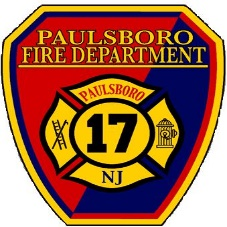 PAULSBORO
FIRE DEPARTMENT
PAULSBORO
17
NJ